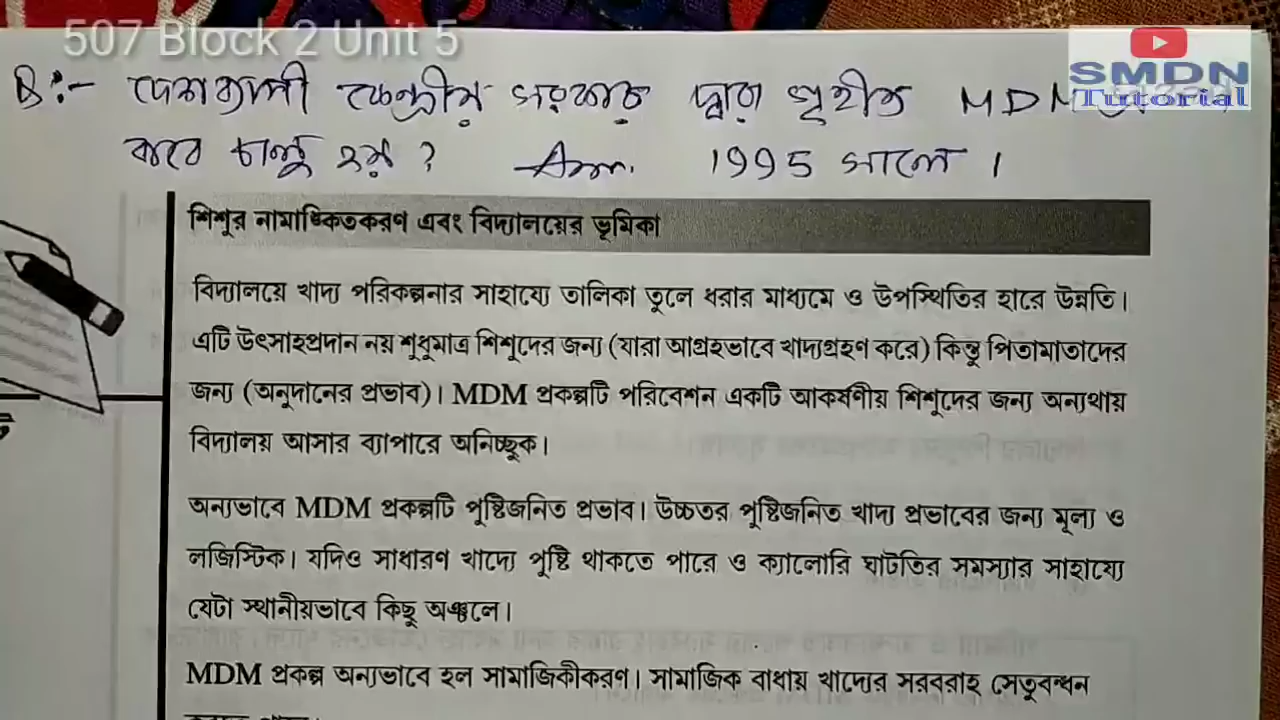 507 Block 2 Unit 5
SMDN
Tutorial
Q:- দেশব্যাপী কেন্দ্রীয় সরকার দ্বারা গৃহীত MDM
কবে চালু হয় ? Ans. 1995 সালে ।
শিশুর নামাঙ্কিতকরণ এবং বিদ্যালয়ের ভূমিকা
বিদ্যালয়ে খাদ্য পরিকল্পনার সাহায্যে তালিকা তুলে ধরার মাধ্যমে ও উপস্থিতির হারে উন্নতি।
এটি উৎসাহপ্রদান নয় শুধুমাত্র শিশুদের জন্য (যারা আগ্রহভাবে খাদ্যগ্রহণ করে) কিন্তু পিতামাতাদের
জন্য (অনুদানের প্রভাব)। MDM প্রকল্পটি পরিবেশন একটি আকর্ষণীয় শিশুদের জন্য অন্যথায়
বিদ্যালয় আসার ব্যাপারে অনিচ্ছুক।
অন্যভাবে MDM প্রকল্পটি পুষ্টিজনিত প্রভাব। উচ্চতর পুষ্টিজনিত খাদ্য প্রভাবের জন্য মূল্য ও
লজিস্টিক। যদিও সাধারণ খাদ্যে পুষ্টি থাকতে পারে ও ক্যালোরি ঘাটতির সমস্যার সাহায্যে
যেটা স্থানীয়ভাবে কিছু অঞ্চলে।
MDM প্রকল্প অন্যভাবে হল সামাজিকীকরণ। সামাজিক বাধায় খাদ্যের সরবরাহ সেতুবন্ধন